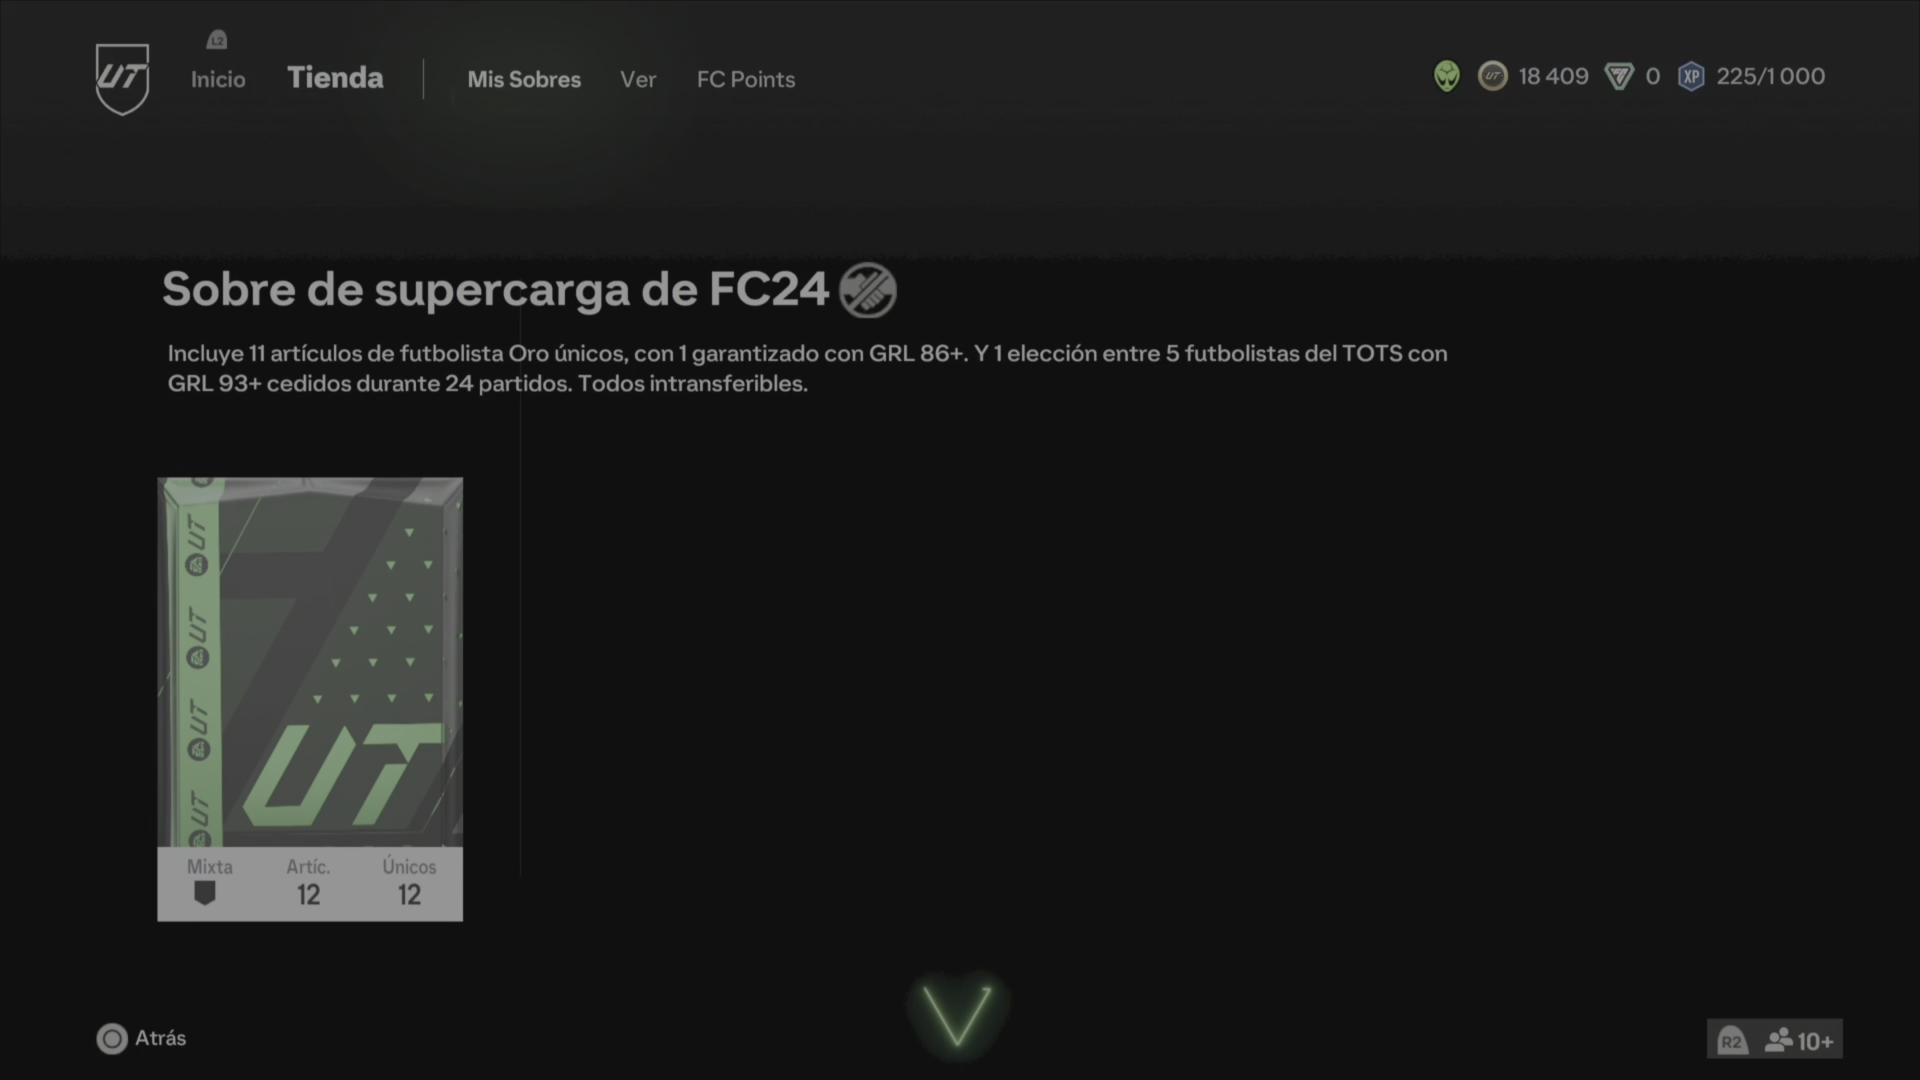 UT
L2
Inicio Tienda Mis Sobres Ver FC Points
UT 18 409 0 XP 225/1 000
Sobre de supercarga de FC24
Incluye 11 artículos de futbolista Oro únicos, con 1 garantizado con GRL 86+. Y 1 elección entre 5 futbolistas del TOTS con
GRL 93+ cedidos durante 24 partidos. Todos intransferibles.
UT
UT
UT
UT
UT
Mixta Artíc. Únicos
12 12
Atrás
R2 10+